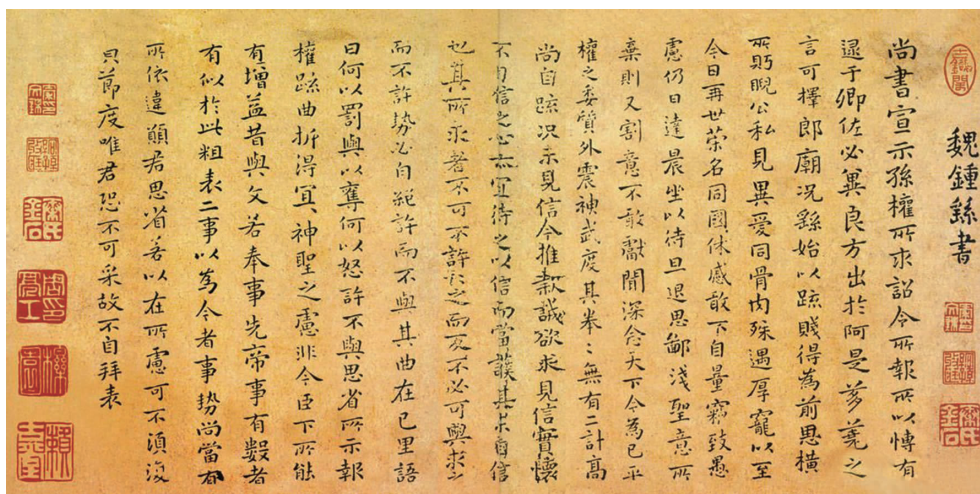 魏鍾繇書
尚書宣示孫權所求詔令所報所以博有
逯于卿佐必冀良方出於阿是芻蕘之
言可擇郎廟況繇始以疏賤得為前恩橫
所眄睨公私見異愛同骨肉殊遇厚寵以至
今日再世榮名同國休慼敢不自量竊致愚
慮仍日達晨坐以待旦退思鄙淺聖意所
棄則又割意不敢獻聞深念天下今為已平
權之委質外震神武度其拳〻無有二計高
尚自疏況未見信今推款誠欲求見信實懷
不自信之心亦宜待之以信而當護其未自信
也其所求者不可不許許之而反不必可與求之
而不許勢必自絕許而不與其曲在己里語
曰何以罰與以奪何以怒許不與思省所示報
權疏曲折得宜〻神聖之慮非今臣下所能
有增益昔與文若奉事先帝事有數者
有似於此粗表二事以為今者事勢尚當有
所依違願君思省若以在所慮可不須復
貝節度唯君恐不可采故不自拜表